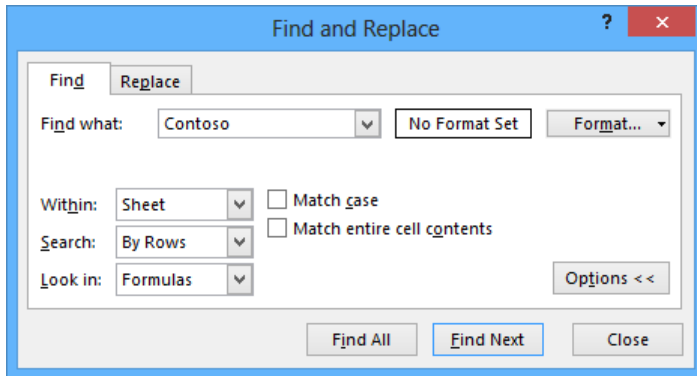 Find and Replace ?
Find Replace
Find what: Contoso No Format Set Format...
Within: Sheet Match case
Match entire cell contents
Search: By Rows
Look in: Formulas
Options <<
Find All Find Next Close